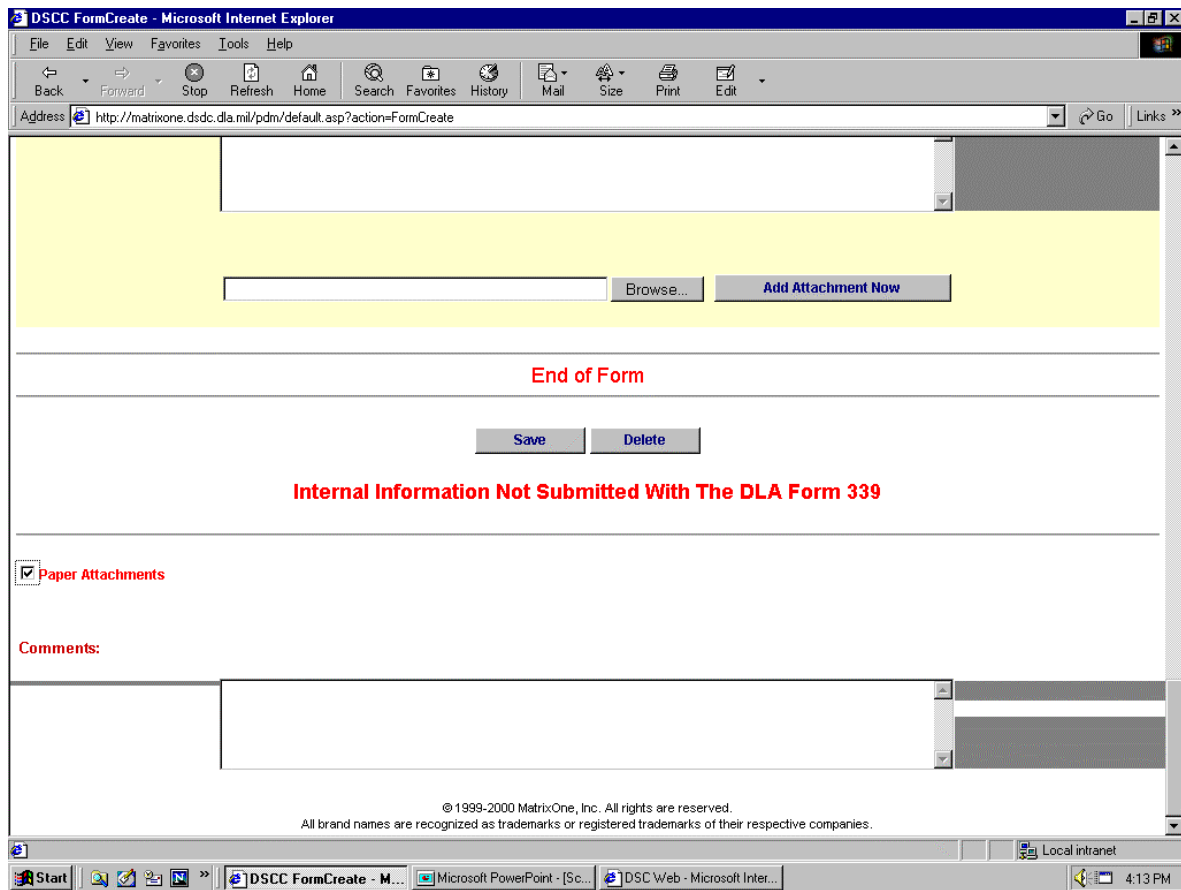 DSCC FormCreate - Microsoft Internet Explorer
File Edit View Favorites Tools Help
Back Forward Stop Refresh Home Search Favorites History Mail Size Print Edit
Address http://matrixone.dsdc.dla.mil/pdm/default.asp?action=FormCreate Go Links »
Browse... Add Attachment Now
End of Form
Save Delete
Internal Information Not Submitted With The DLA Form 339
Paper Attachments
Comments:
© 1999-2000 MatrixOne, Inc. All rights are reserved.
All brand names are recognized as trademarks or registered trademarks of their respective companies.
Local intranet
Start » DSCC FormCreate - M... Microsoft PowerPoint - [Sc... DSC Web - Microsoft Inter... 4:13 PM